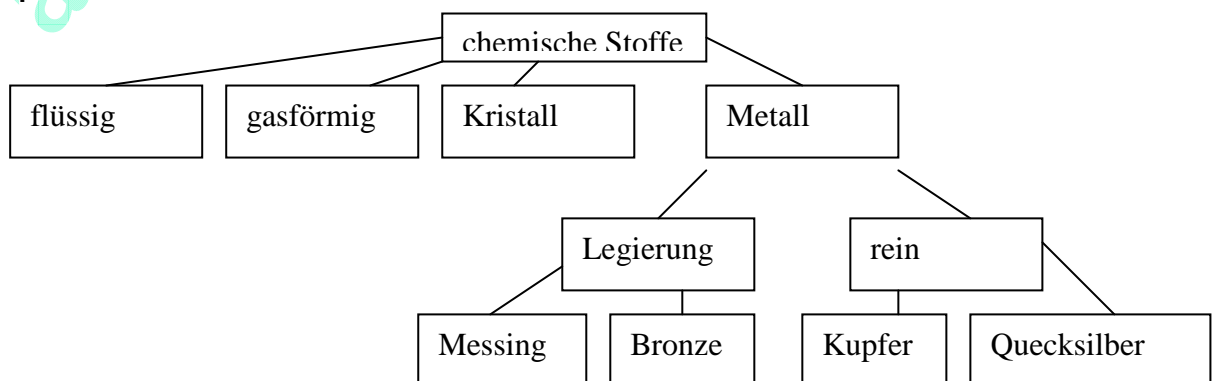 chemische Stoffe
flüssig
gasförmig
Kristall
Metall
Legierung
rein
Messing
Bronze
Kupfer
Quecksilber